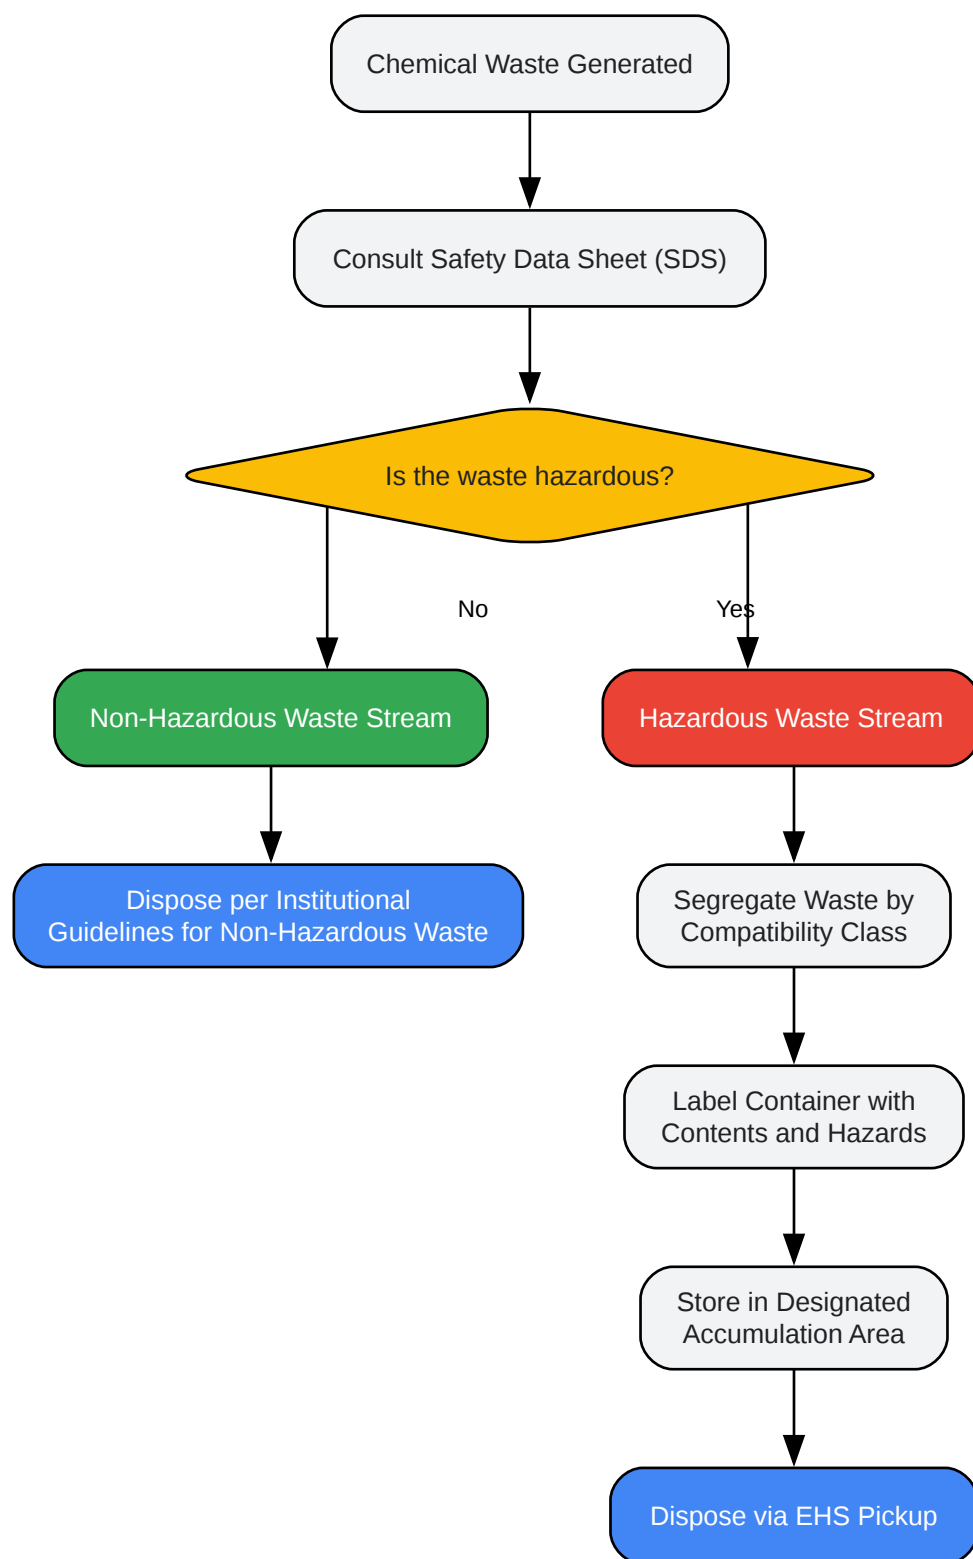 Chemical Waste Generated
Consult Safety Data Sheet (SDS)
Is the waste hazardous?
No
Yes
Non-Hazardous Waste Stream
Hazardous Waste Stream
Dispose per Institutional
Guidelines for Non-Hazardous Waste
Segregate Waste by
Compatibility Class
Label Container with
Contents and Hazards
Store in Designated
Accumulation Area
Dispose via EHS Pickup